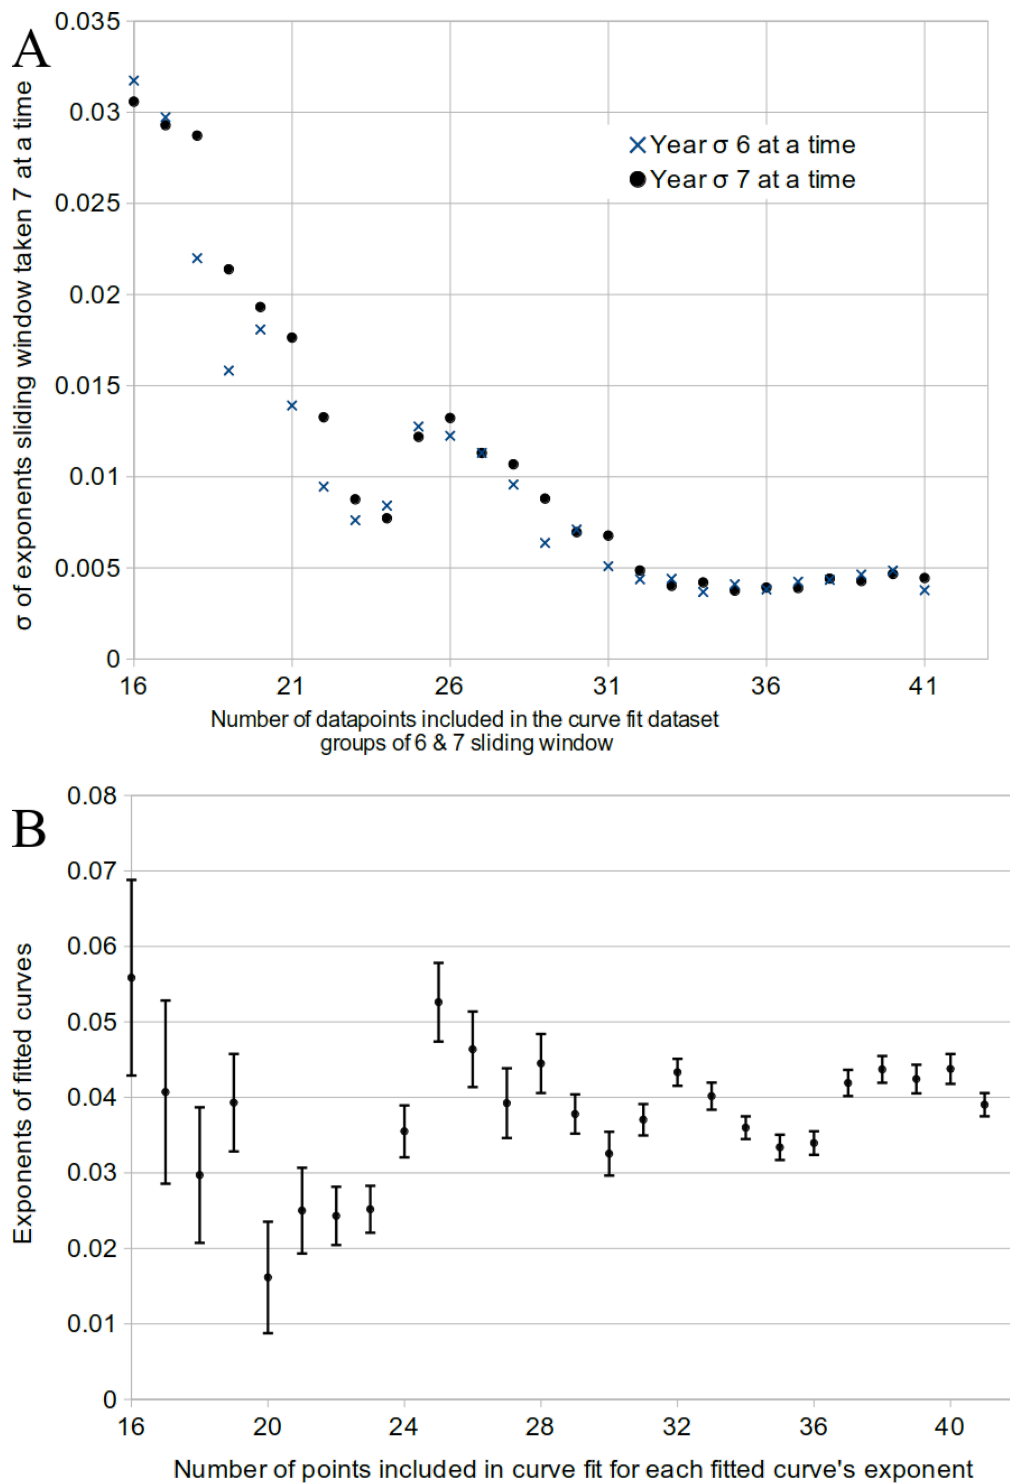 A
σ of exponents sliding window taken 7 at a time
0.035
0.03
0.025
0.02
0.015
0.01
0.005
0
Year σ 6 at a time
Year σ 7 at a time
16 21 26 31 36 41
Number of datapoints included in the curve fit dataset
groups of 6 & 7 sliding window
B
Exponents of fitted curves
0.08
0.07
0.06
0.05
0.04
0.03
0.02
0.01
0
16 20 24 28 32 36 40
Number of points included in curve fit for each fitted curve's exponent